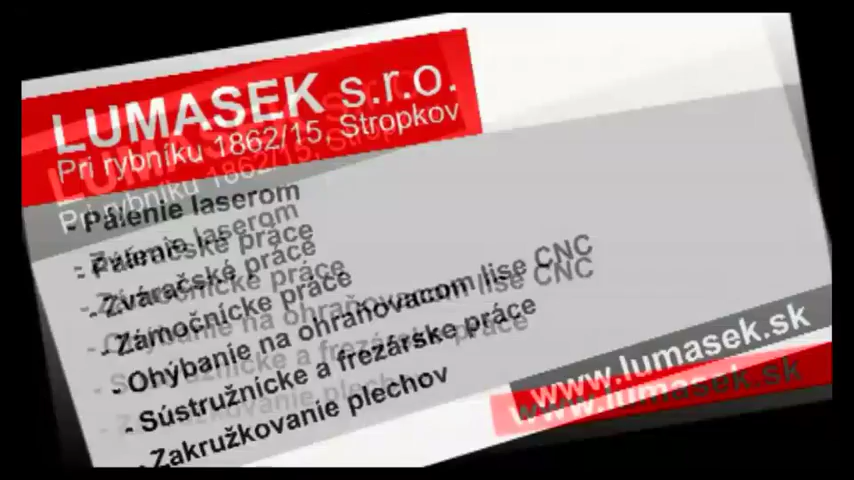 LUMASEK s.r.o.
Pri rybníku 1862/15, Stropkov
- Pálenie laserom
- Zváračské práce
- Zámočnícke práce
- Ohýbanie na ohraňovacom lise CNC
- Sústružnícke a frezárske práce
- Zakružkovanie plechov
www.lumasek.sk